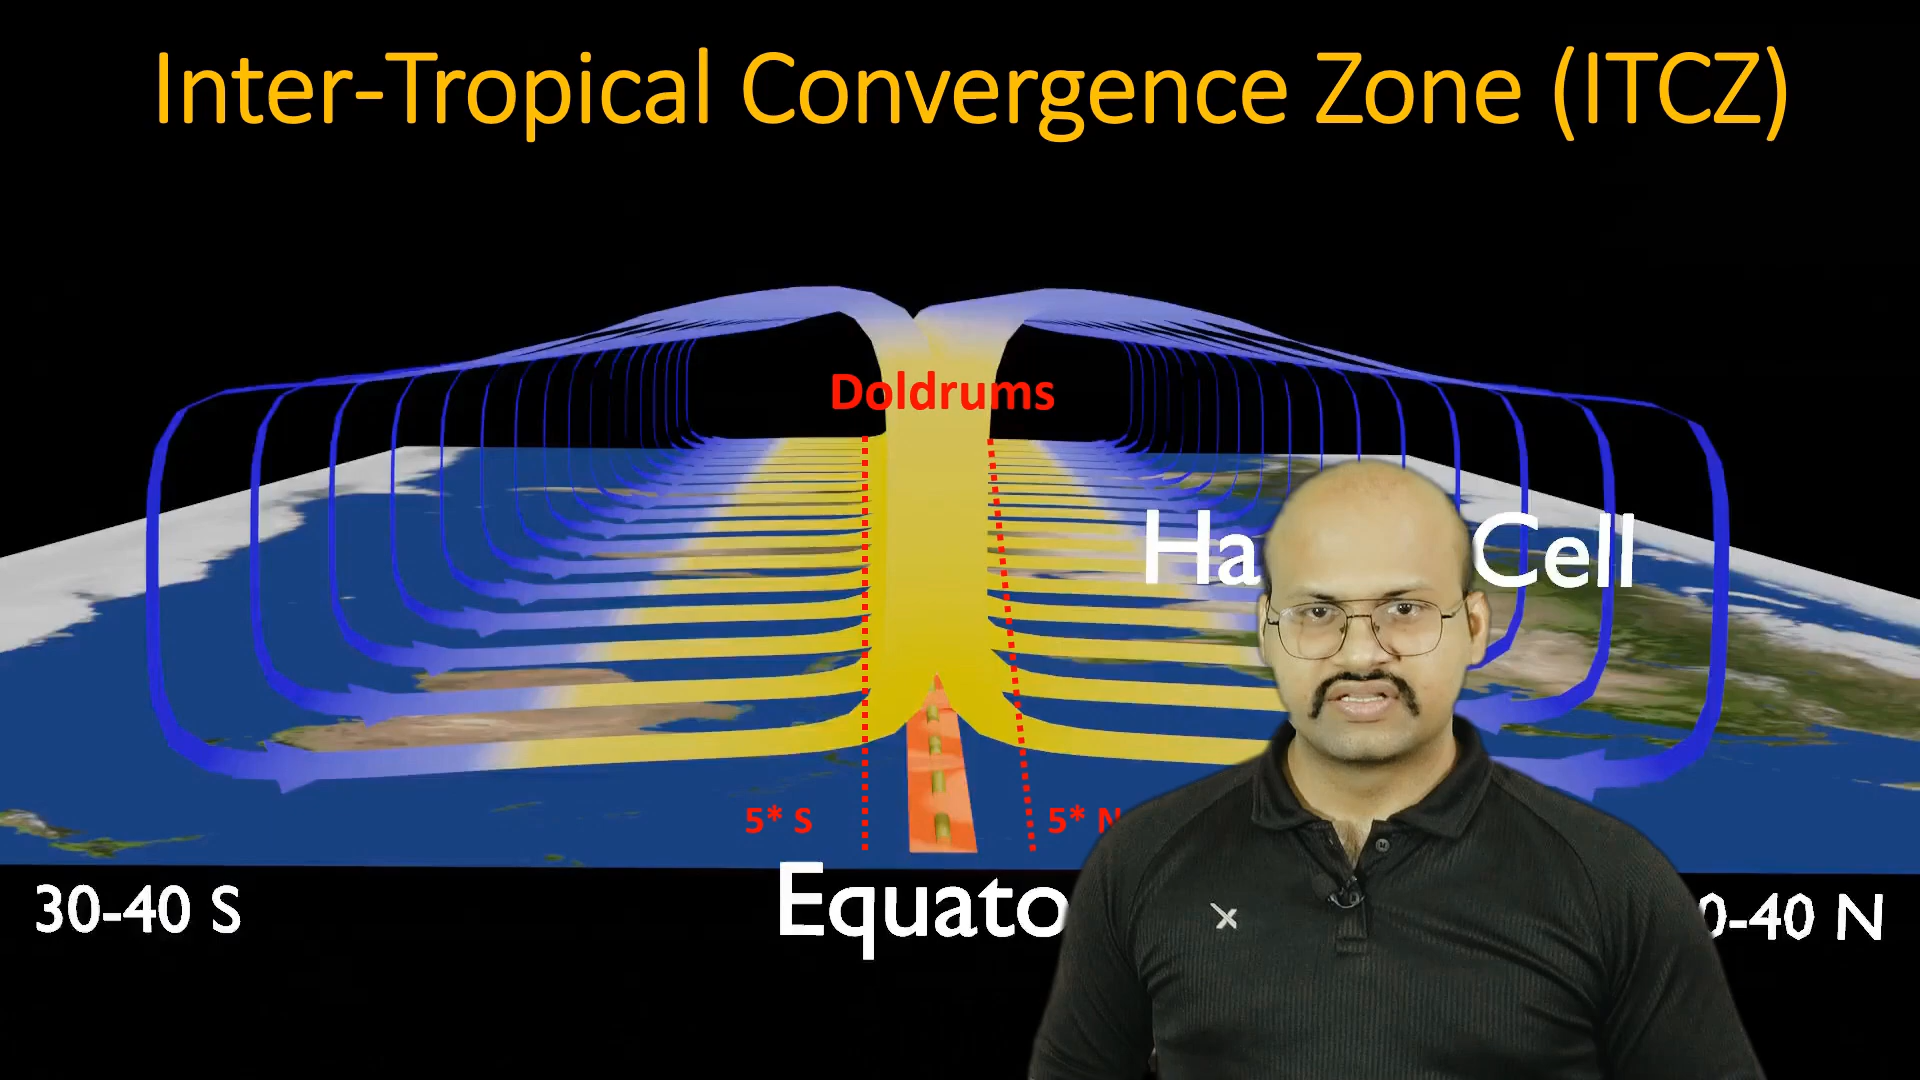 Inter-Tropical Convergence Zone (ITCZ)
Doldrums
Ha Cell
5* S
5* N
Equato
30-40 S
0-40 N